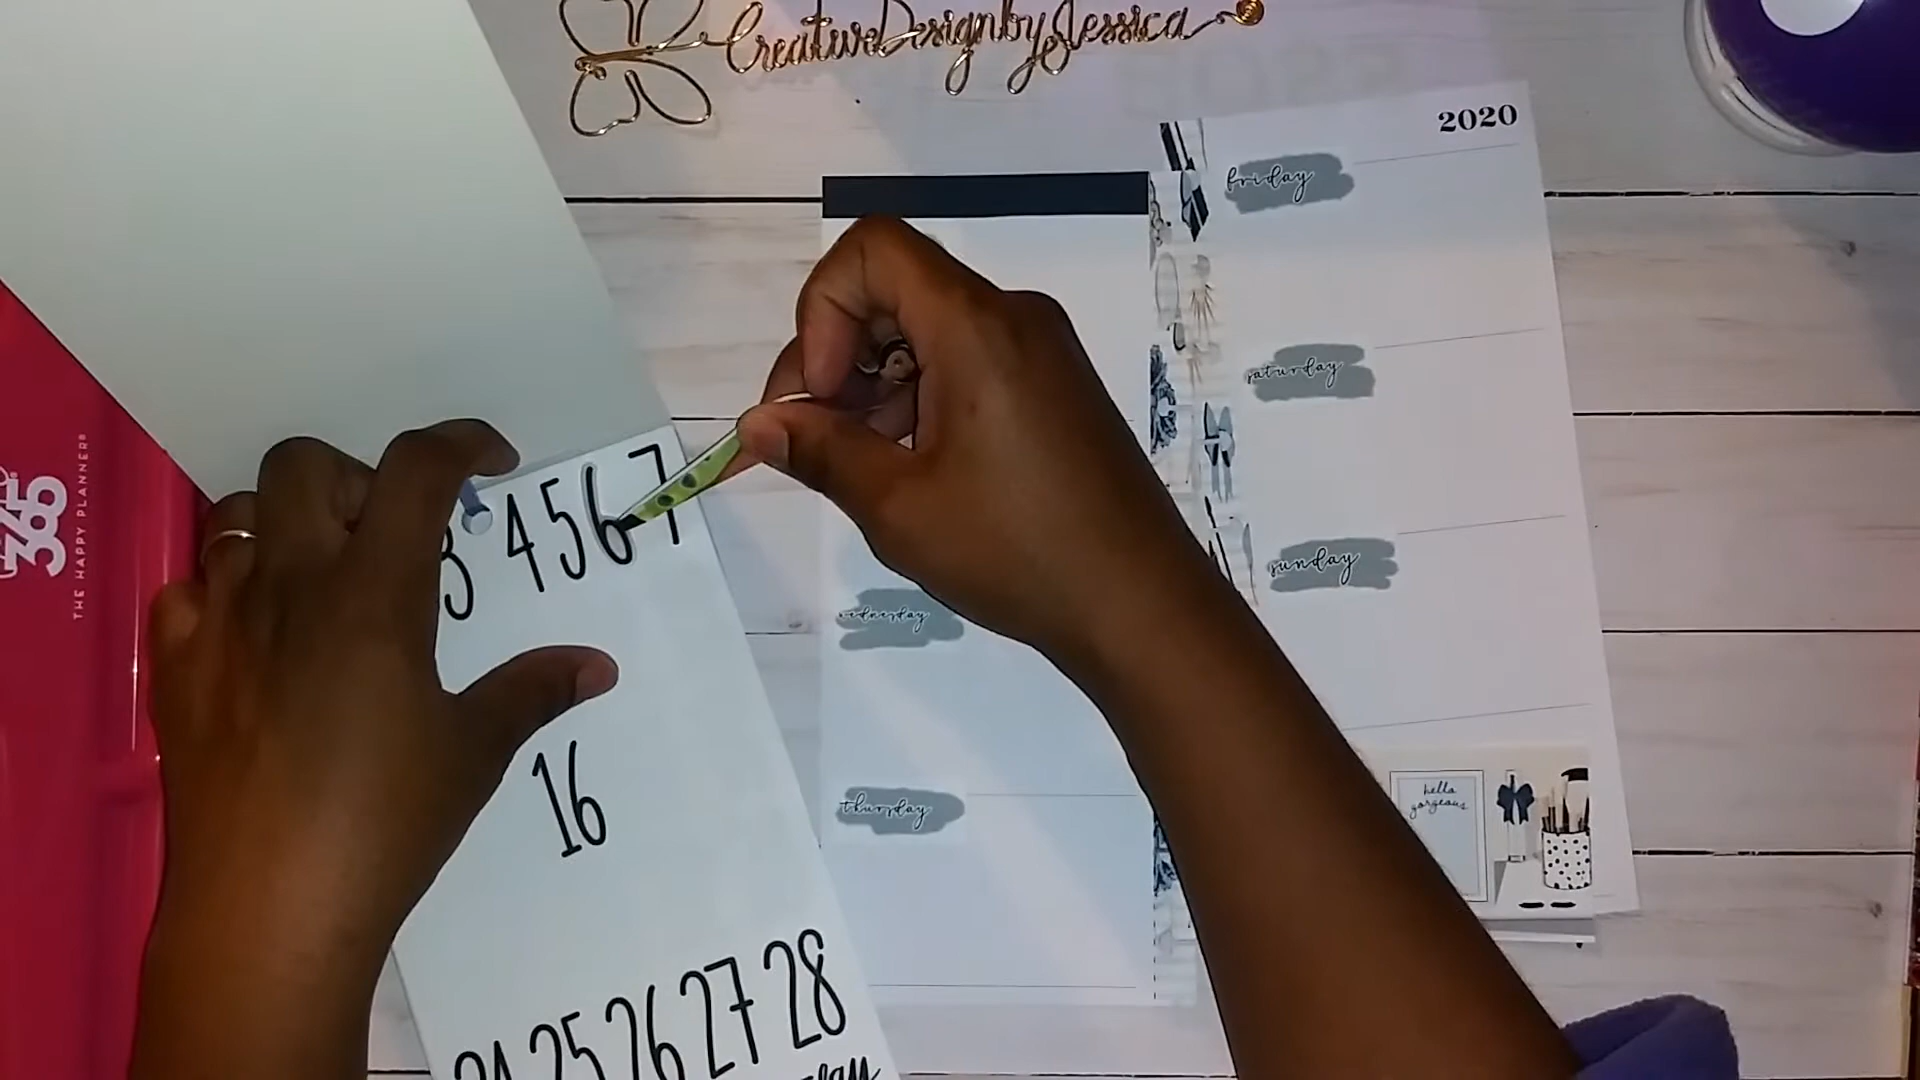 CreativeDesignbyJessica
2020
friday
saturday
sunday
wednesday
thursday
hello
gorgeous
365
THE HAPPY PLANNER®
3 4 5 6 7
16
24 25 26 27 28